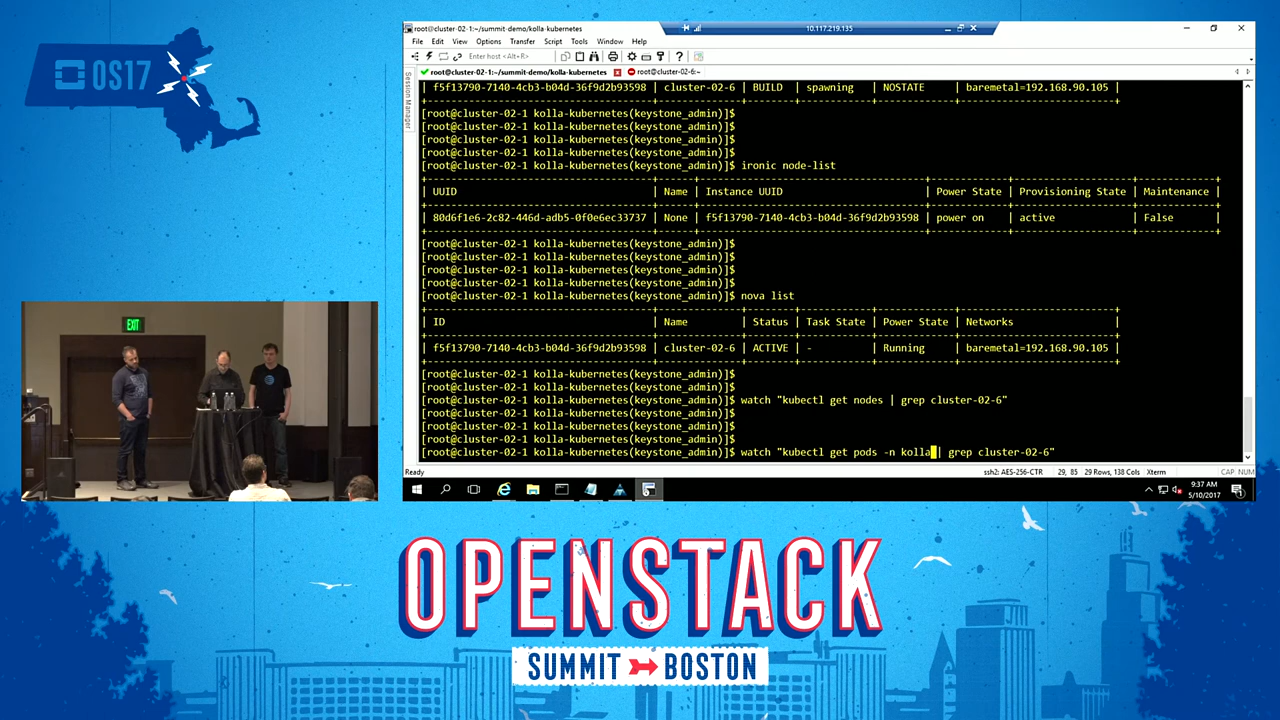 OS17
EXIT
root@cluster-02-1:~/summit-demo/kolla-kubernetes
10.117.219.135
File Edit View Options Transfer Script Tools Window Help
Enter host <Alt+R>
root@cluster-02-1:~/summit-demo/kolla-kubernetes root@cluster-02-6:~
Session Manager
| f5f13790-7140-4cb3-b04d-36f9d2b93598 | cluster-02-6 | BUILD | spawning | NOSTATE | baremetal=192.168.90.105 |
[root@cluster-02-1 kolla-kubernetes(keystone_admin)]$
[root@cluster-02-1 kolla-kubernetes(keystone_admin)]$
[root@cluster-02-1 kolla-kubernetes(keystone_admin)]$
[root@cluster-02-1 kolla-kubernetes(keystone_admin)]$
[root@cluster-02-1 kolla-kubernetes(keystone_admin)]$ ironic node-list
| UUID | Name | Instance UUID | Power State | Provisioning State | Maintenance |
| 80d6f1e6-2c82-446d-adb5-0f0e6ec33737 | None | f5f13790-7140-4cb3-b04d-36f9d2b93598 | power on | active | False |
[root@cluster-02-1 kolla-kubernetes(keystone_admin)]$
[root@cluster-02-1 kolla-kubernetes(keystone_admin)]$
[root@cluster-02-1 kolla-kubernetes(keystone_admin)]$
[root@cluster-02-1 kolla-kubernetes(keystone_admin)]$
[root@cluster-02-1 kolla-kubernetes(keystone_admin)]$ nova list
| ID | Name | Status | Task State | Power State | Networks |
| f5f13790-7140-4cb3-b04d-36f9d2b93598 | cluster-02-6 | ACTIVE | - | Running | baremetal=192.168.90.105 |
[root@cluster-02-1 kolla-kubernetes(keystone_admin)]$
[root@cluster-02-1 kolla-kubernetes(keystone_admin)]$
[root@cluster-02-1 kolla-kubernetes(keystone_admin)]$ watch "kubectl get nodes | grep cluster-02-6"
[root@cluster-02-1 kolla-kubernetes(keystone_admin)]$
[root@cluster-02-1 kolla-kubernetes(keystone_admin)]$
[root@cluster-02-1 kolla-kubernetes(keystone_admin)]$
[root@cluster-02-1 kolla-kubernetes(keystone_admin)]$ watch "kubectl get pods -n kolla | grep cluster-02-6"
Ready ssh2: AES-256-CTR 29, 85 29 Rows, 138 Cols Xterm CAP NUM
9:37 AM
5/10/2017
OPENSTACK
SUMMIT BOSTON